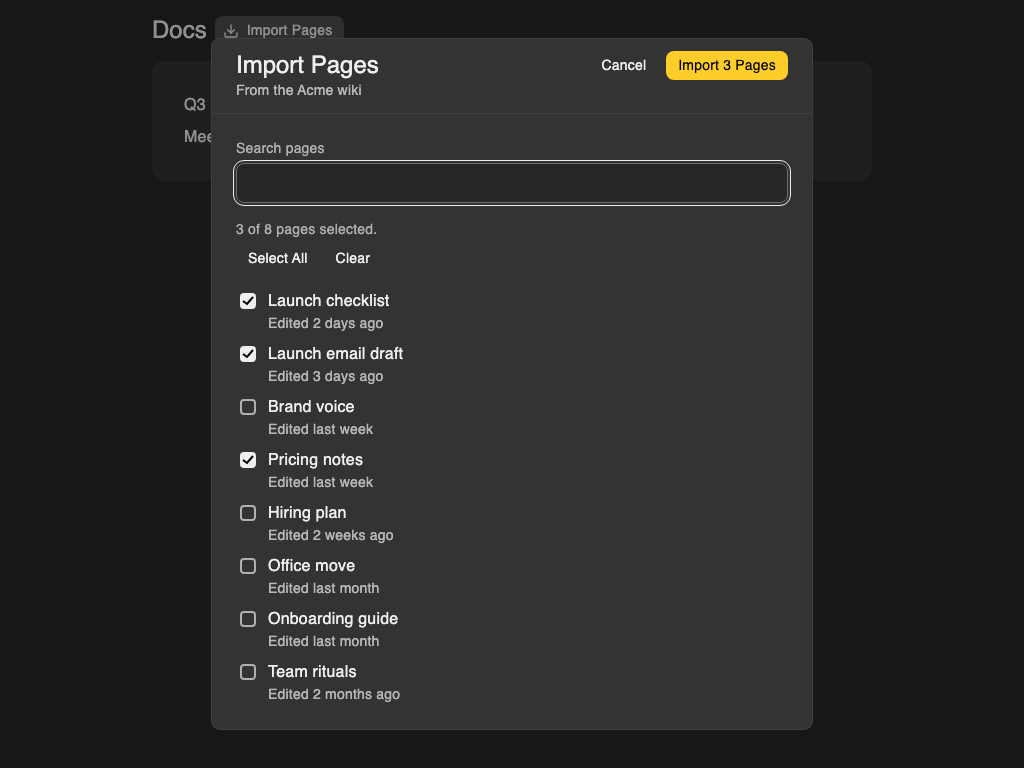 Docs
Import Pages
Q3
Import Pages
Cancel
Import 3 Pages
From the Acme wiki
Search pages
3 of 8 pages selected.
Select All
Clear
Launch checklist
Edited 2 days ago
Launch email draft
Edited 3 days ago
Brand voice
Edited last week
Pricing notes
Edited last week
Hiring plan
Edited 2 weeks ago
Office move
Edited last month
Onboarding guide
Edited last month
Team rituals
Edited 2 months ago